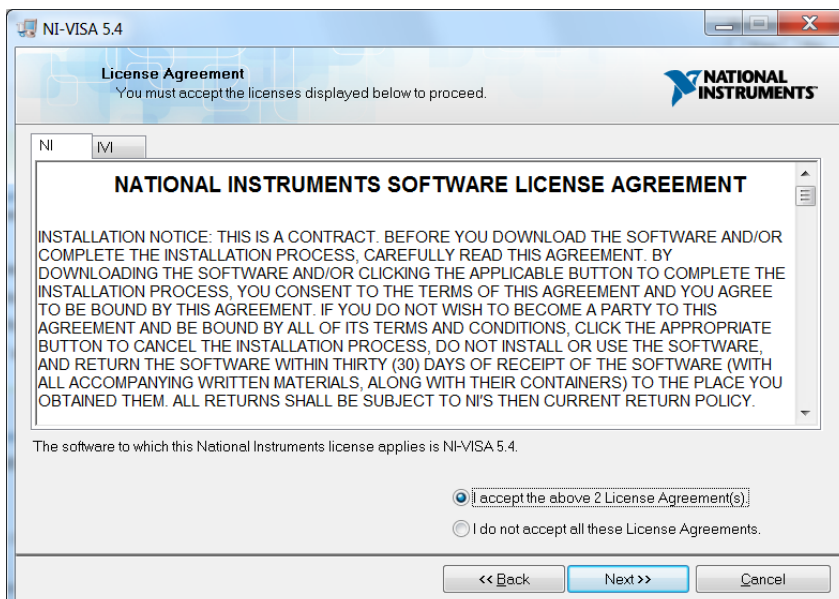 NI-VISA 5.4
License Agreement
You must accept the licenses displayed below to proceed.
NATIONAL
INSTRUMENTS™
NI
IVI
NATIONAL INSTRUMENTS SOFTWARE LICENSE AGREEMENT
INSTALLATION NOTICE: THIS IS A CONTRACT. BEFORE YOU DOWNLOAD THE SOFTWARE AND/OR
COMPLETE THE INSTALLATION PROCESS, CAREFULLY READ THIS AGREEMENT. BY
DOWNLOADING THE SOFTWARE AND/OR CLICKING THE APPLICABLE BUTTON TO COMPLETE THE
INSTALLATION PROCESS, YOU CONSENT TO THE TERMS OF THIS AGREEMENT AND YOU AGREE
TO BE BOUND BY THIS AGREEMENT. IF YOU DO NOT WISH TO BECOME A PARTY TO THIS
AGREEMENT AND BE BOUND BY ALL OF ITS TERMS AND CONDITIONS, CLICK THE APPROPRIATE
BUTTON TO CANCEL THE INSTALLATION PROCESS, DO NOT INSTALL OR USE THE SOFTWARE,
AND RETURN THE SOFTWARE WITHIN THIRTY (30) DAYS OF RECEIPT OF THE SOFTWARE (WITH
ALL ACCOMPANYING WRITTEN MATERIALS, ALONG WITH THEIR CONTAINERS) TO THE PLACE YOU
OBTAINED THEM. ALL RETURNS SHALL BE SUBJECT TO NI'S THEN CURRENT RETURN POLICY.
The software to which this National Instruments license applies is NI-VISA 5.4.
I accept the above 2 License Agreement(s).
I do not accept all these License Agreements.
<< Back
Next >>
Cancel